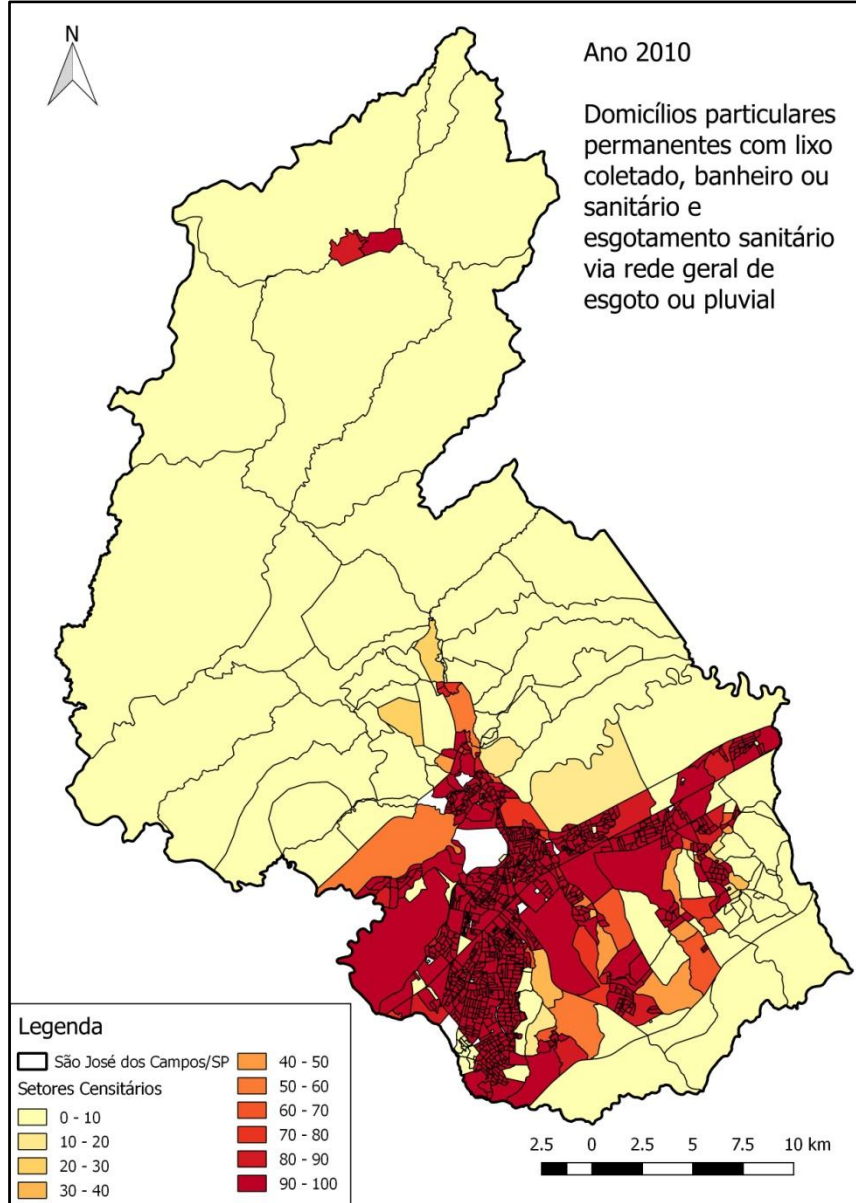 N
Ano 2010
Domicílios particulares
permanentes com lixo
coletado, banheiro ou
sanitário e
esgotamento sanitário
via rede geral de
esgoto ou pluvial
Legenda
São José dos Campos/SP
Setores Censitários
0 - 10
10 - 20
20 - 30
30 - 40
40 - 50
50 - 60
60 - 70
70 - 80
80 - 90
90 - 100
2.5 0 2.5 5 7.5 10 km